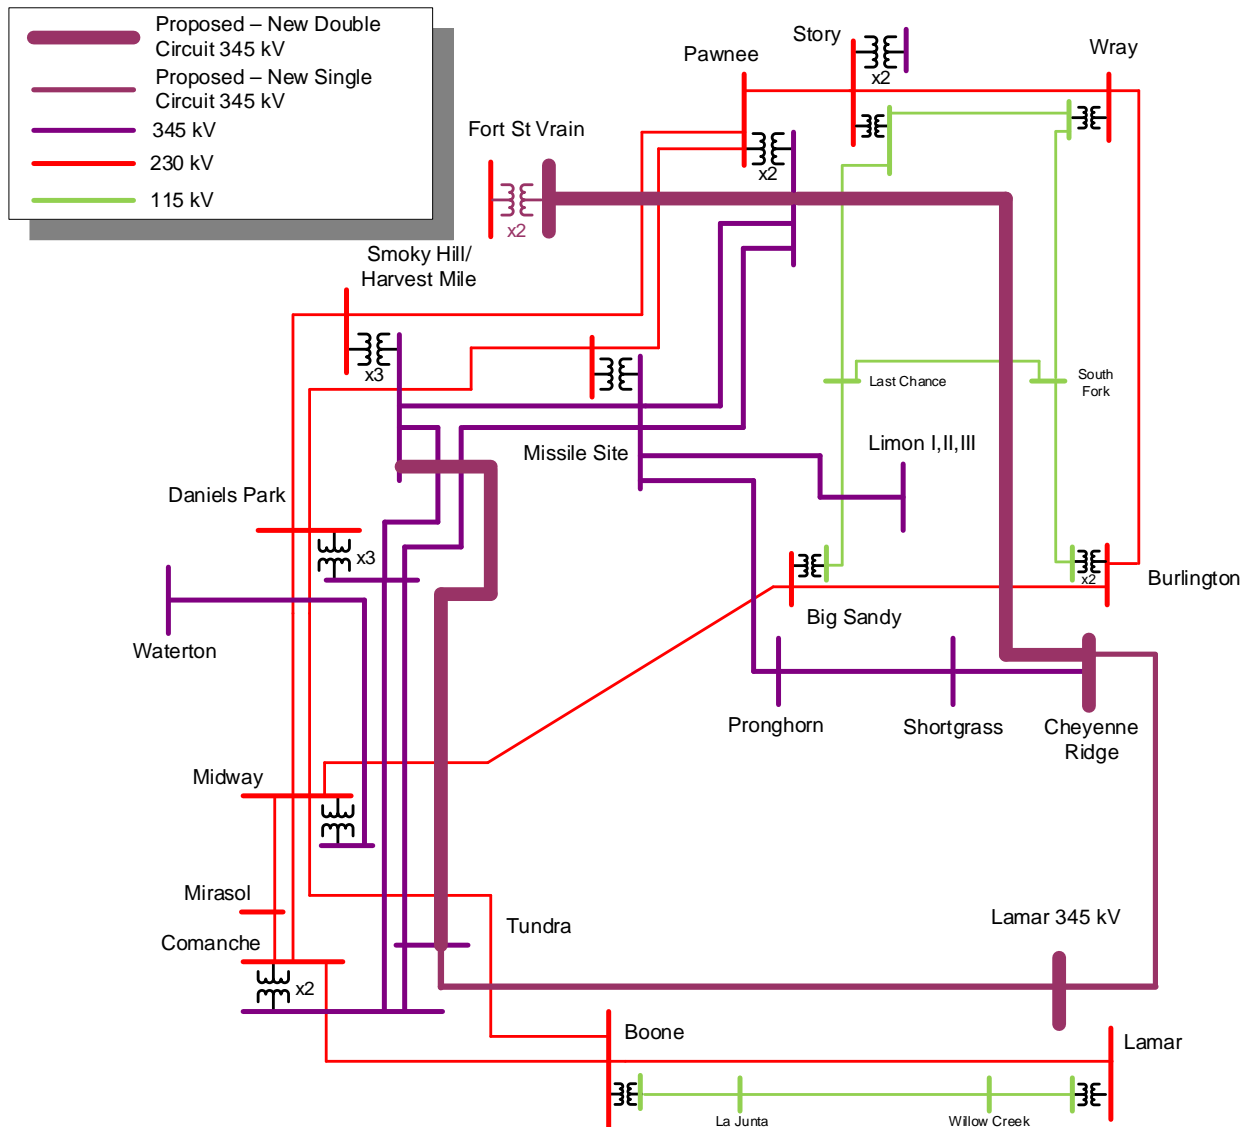 Proposed – New Double
Circuit 345 kV
Proposed – New Single
Circuit 345 kV
345 kV
230 kV
115 kV
Story
x2
Pawnee
x2
Wray
Fort St Vrain
x2
Smoky Hill/
Harvest Mile
x3
Last Chance
South
Fork
Missile Site
Limon I,II,III
Daniels Park
x3
x2
Burlington
Big Sandy
Waterton
Pronghorn
Shortgrass
Cheyenne
Ridge
Midway
Mirasol
Comanche
x2
Tundra
Lamar 345 kV
Boone
Lamar
La Junta
Willow Creek